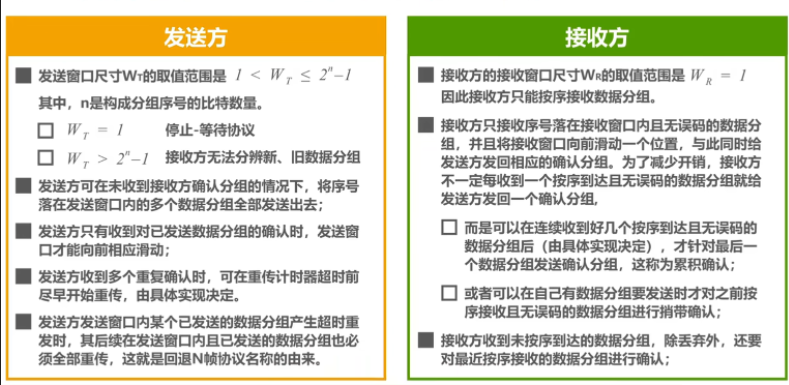 发送方
发送窗口尺寸WT的取值范围是 1 < WT ≤ 2ⁿ–1
其中，n是构成分组序号的比特数量。
WT = 1 停止-等待协议
WT > 2ⁿ–1 接收方无法分辨新、旧数据分组
发送方可在未收到接收方确认分组的情况下，将序号
落在发送窗口内的多个数据分组全部发送出去；
发送方只有收到对已发送数据分组的确认时，发送窗
口才能向前相应滑动；
发送方收到多个重复确认时，可在重传计时器超时前
尽早开始重传，由具体实现决定。
发送方发送窗口内某个已发送的数据分组产生超时重
发时，其后续在发送窗口内且已发送的数据分组也必
须全部重传，这就是回退N帧协议名称的由来。
接收方
接收方的接收窗口尺寸WR的取值范围是 WR = 1
因此接收方只能按序接收数据分组。
接收方只接收序号落在接收窗口内且无误码的数据分
组，并且将接收窗口向前滑动一个位置，与此同时给
发送方发回相应的确认分组。为了减少开销，接收方
不一定每收到一个按序到达且无误码的数据分组就给
发送方发回一个确认分组,
而是可以在连续收到好几个按序到达且无误码的
数据分组后（由具体实现决定），才针对最后一
个数据分组发送确认分组，这称为累积确认；
或者可以在自己有数据分组要发送时才对之前按
序接收且无误码的数据分组进行捎带确认；
接收方收到未按序到达的数据分组，除丢弃外，还要
对最近按序接收的数据分组进行确认；